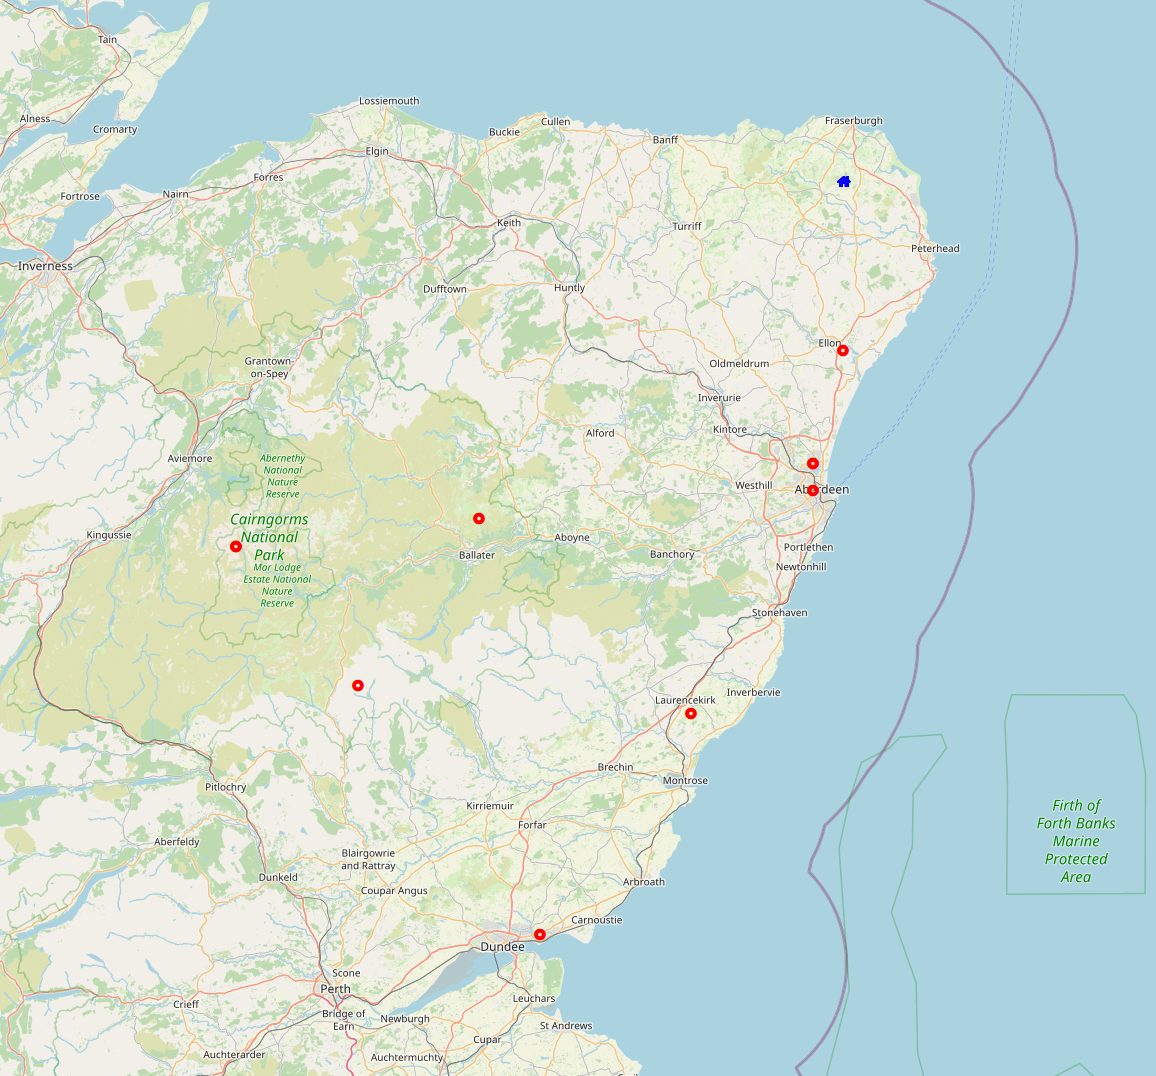 Tain
Lossiemouth
Alness
Cromarty
Buckie
Cullen
Banff
Fraserburgh
Elgin
Forres
Nairn
Fortrose
Keith
Turriff
Peterhead
Inverness
Dufftown
Huntly
Ellon
Grantown-
on-Spey
Oldmeldrum
Inverurie
Kintore
Alford
Aviemore
Abernethy
National
Nature
Reserve
Westhill
Aberdeen
Cairngorms
National
Park
Kingussie
Aboyne
Ballater
Banchory
Portlethen
Newtonhill
Mar Lodge
Estate National
Nature
Reserve
Stonehaven
Laurencekirk
Inverbervie
Brechin
Montrose
Pitlochry
Kirriemuir
Forfar
Firth of
Forth Banks
Marine
Protected
Area
Aberfeldy
Blairgowrie
and Rattray
Dunkeld
Coupar Angus
Arbroath
Carnoustie
Dundee
Scone
Perth
Crieff
Leuchars
Bridge of
Earn
Newburgh
St Andrews
Cupar
Auchterarder
Auchtermuchty